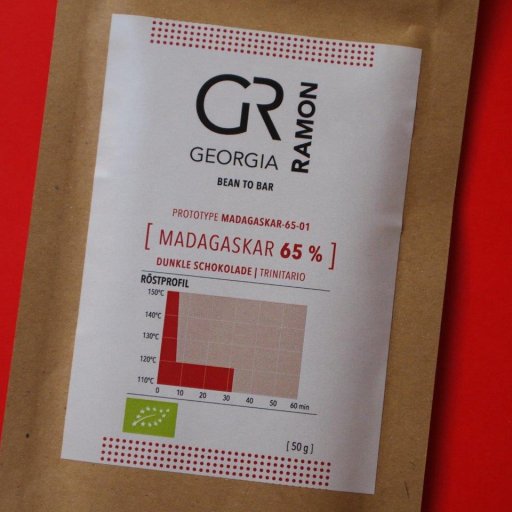 GR
GEORGIA
RAMON
BEAN TO BAR
PROTOTYPE MADAGASKAR-65-01
[ MADAGASKAR 65 % ]
DUNKLE SCHOKOLADE | TRINITARIO
RÖSTPROFIL
150°C
140°C
130°C
120°C
110°C
0 10 20 30 40 50 60 min
[ 50 g ]